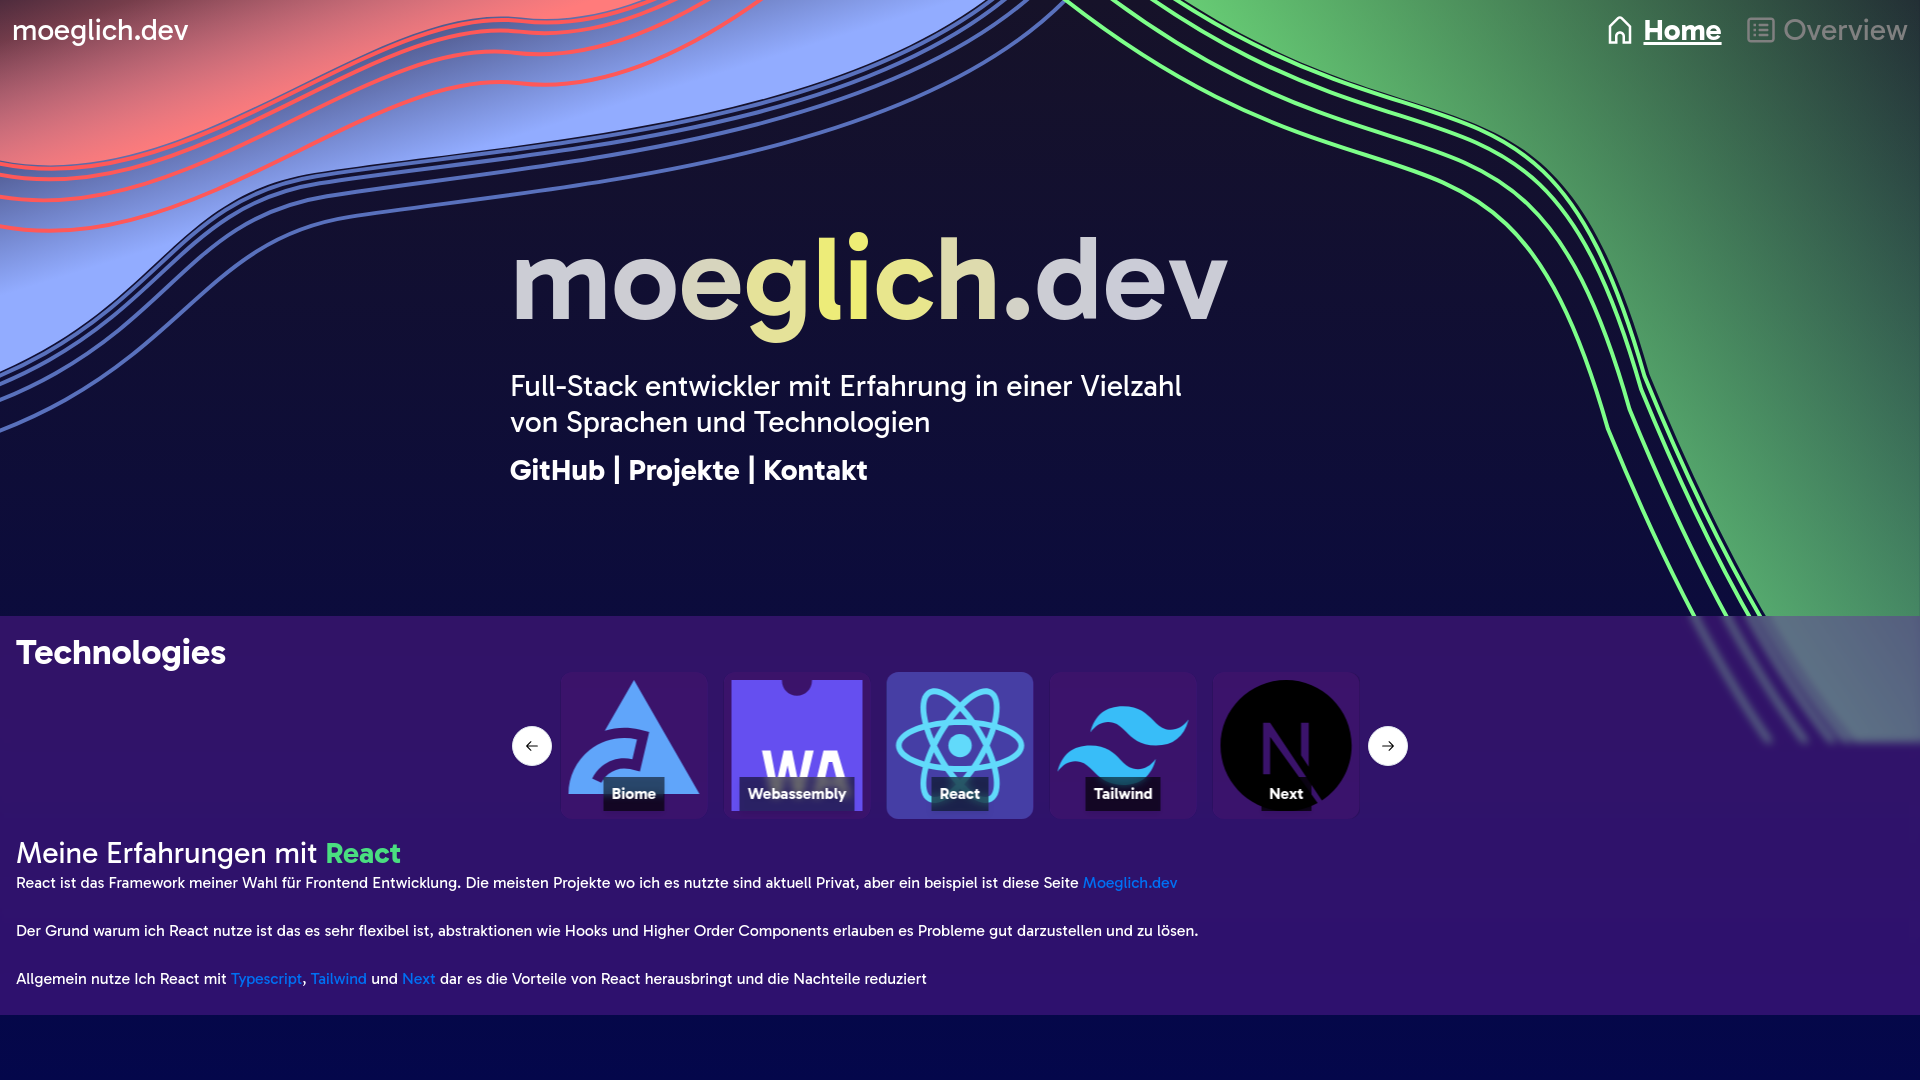 moeglich.dev
Home
Overview
moeglich.dev
Full-Stack entwickler mit Erfahrung in einer Vielzahl
von Sprachen und Technologien
GitHub | Projekte | Kontakt
Technologies
WA
Biome
Webassembly
React
Tailwind
N
Next
Meine Erfahrungen mit React
React ist das Framework meiner Wahl für Frontend Entwicklung. Die meisten Projekte wo ich es nutzte sind aktuell Privat, aber ein beispiel ist diese Seite Moeglich.dev
Der Grund warum ich React nutze ist das es sehr flexibel ist, abstraktionen wie Hooks und Higher Order Components erlauben es Probleme gut darzustellen und zu lösen.
Allgemein nutze Ich React mit Typescript, Tailwind und Next dar es die Vorteile von React herausbringt und die Nachteile reduziert